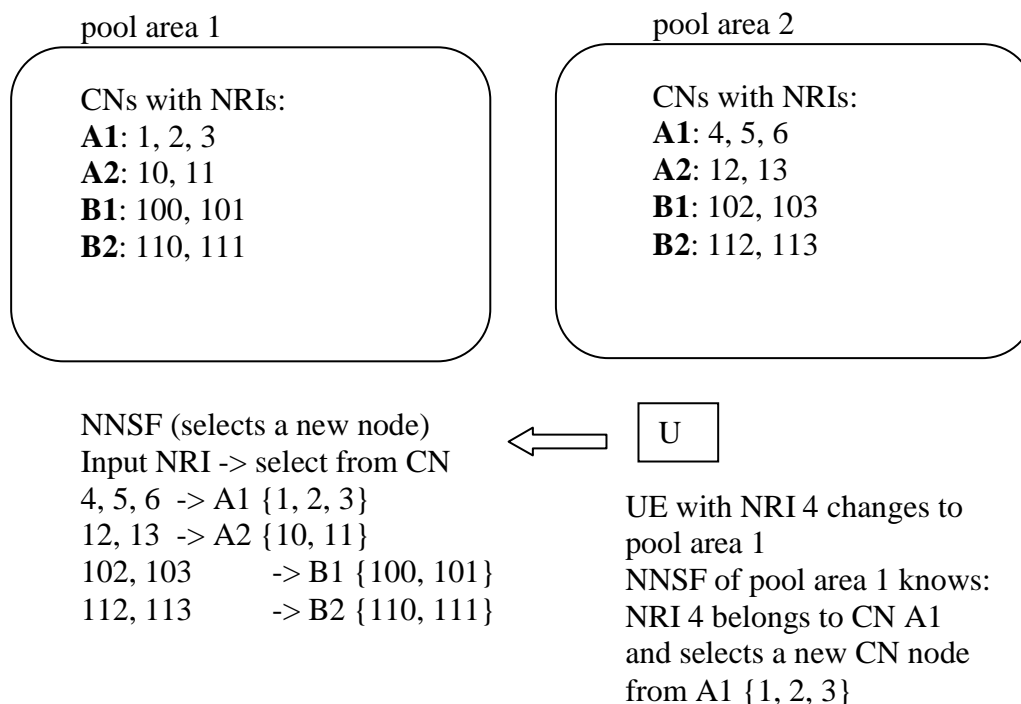 pool area 1
CNs with NRIs:
A1: 1, 2, 3
A2: 10, 11
B1: 100, 101
B2: 110, 111
pool area 2
CNs with NRIs:
A1: 4, 5, 6
A2: 12, 13
B1: 102, 103
B2: 112, 113
NNSF (selects a new node)
Input NRI -> select from CN
4, 5, 6 -> A1 {1, 2, 3}
12, 13 -> A2 {10, 11}
102, 103 -> B1 {100, 101}
112, 113 -> B2 {110, 111}
U
UE with NRI 4 changes to
pool area 1
NNSF of pool area 1 knows:
NRI 4 belongs to CN A1
and selects a new CN node
from A1 {1, 2, 3}